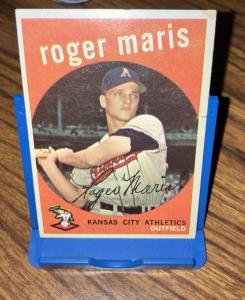 roger maris
A
Roger Maris
KANSAS CITY ATHLETICS
OUTFIELD